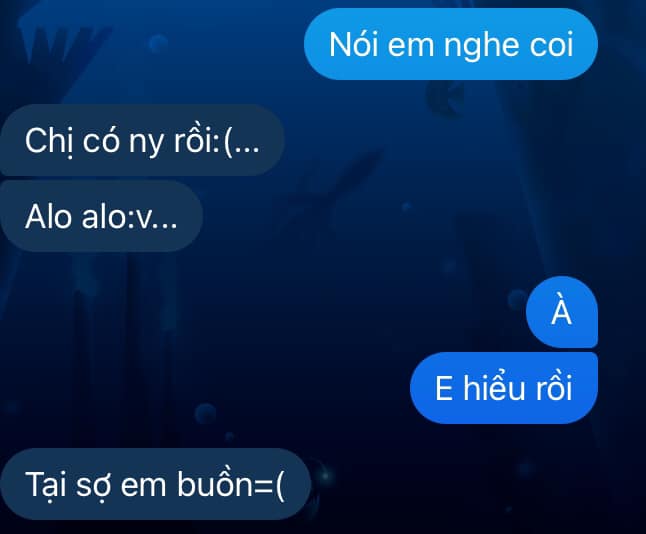 Nói em nghe coi
Chị có ny rồi:(...
Alo alo:v...
À
E hiểu rồi
Tại sợ em buồn=(